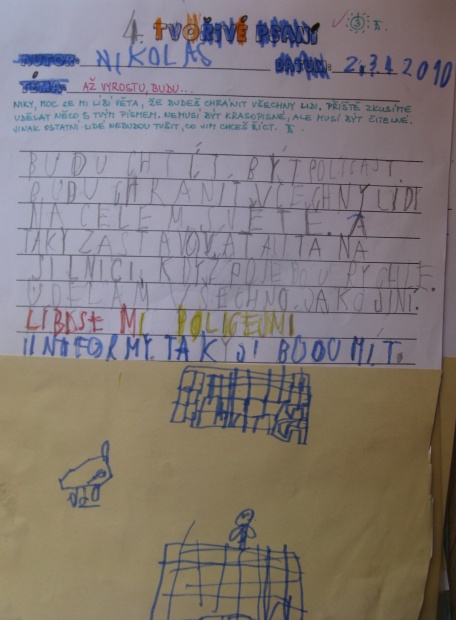 4. TVOŘIVÉ PSANÍ
AUTOR: NIKOLAS DATUM: 2.31 2010
TÉMA: AŽ VYROSTU, BUDU...
NIKY, MOC SE MI LÍBÍ VĚTA, ŽE BUDEŠ CHRÁNIT VŠECHNY LIDI. PŘÍŠTĚ ZKUSÍME
UDĚLAT NĚCO S TVÝM PÍSMEM. NEMUSÍ BÝT KRASOPISNÉ, ALE MUSÍ BÝT ČITELNÉ.
JINAK OSTATNÍ LIDÉ NEBUDOU TUŠIT, CO JIM CHCEŠ ŘÍCT.
BUDU CHTÍT BÝT POLICAJT.
BUDU CHRÁNIT VŠECHNY LIDI
NA CELÉM SVĚTĚ. A
TAKY ZASTAVOVAT AUTA NA
SILNICI, KDYŽ POJEDOU RYCHLE.
UDĚLÁM VŠECHNO JAKO JINÍ.
LÍBÍ SE MI POLICEJNÍ
UNIFORMY. TAKY JI BUDU MÍT.